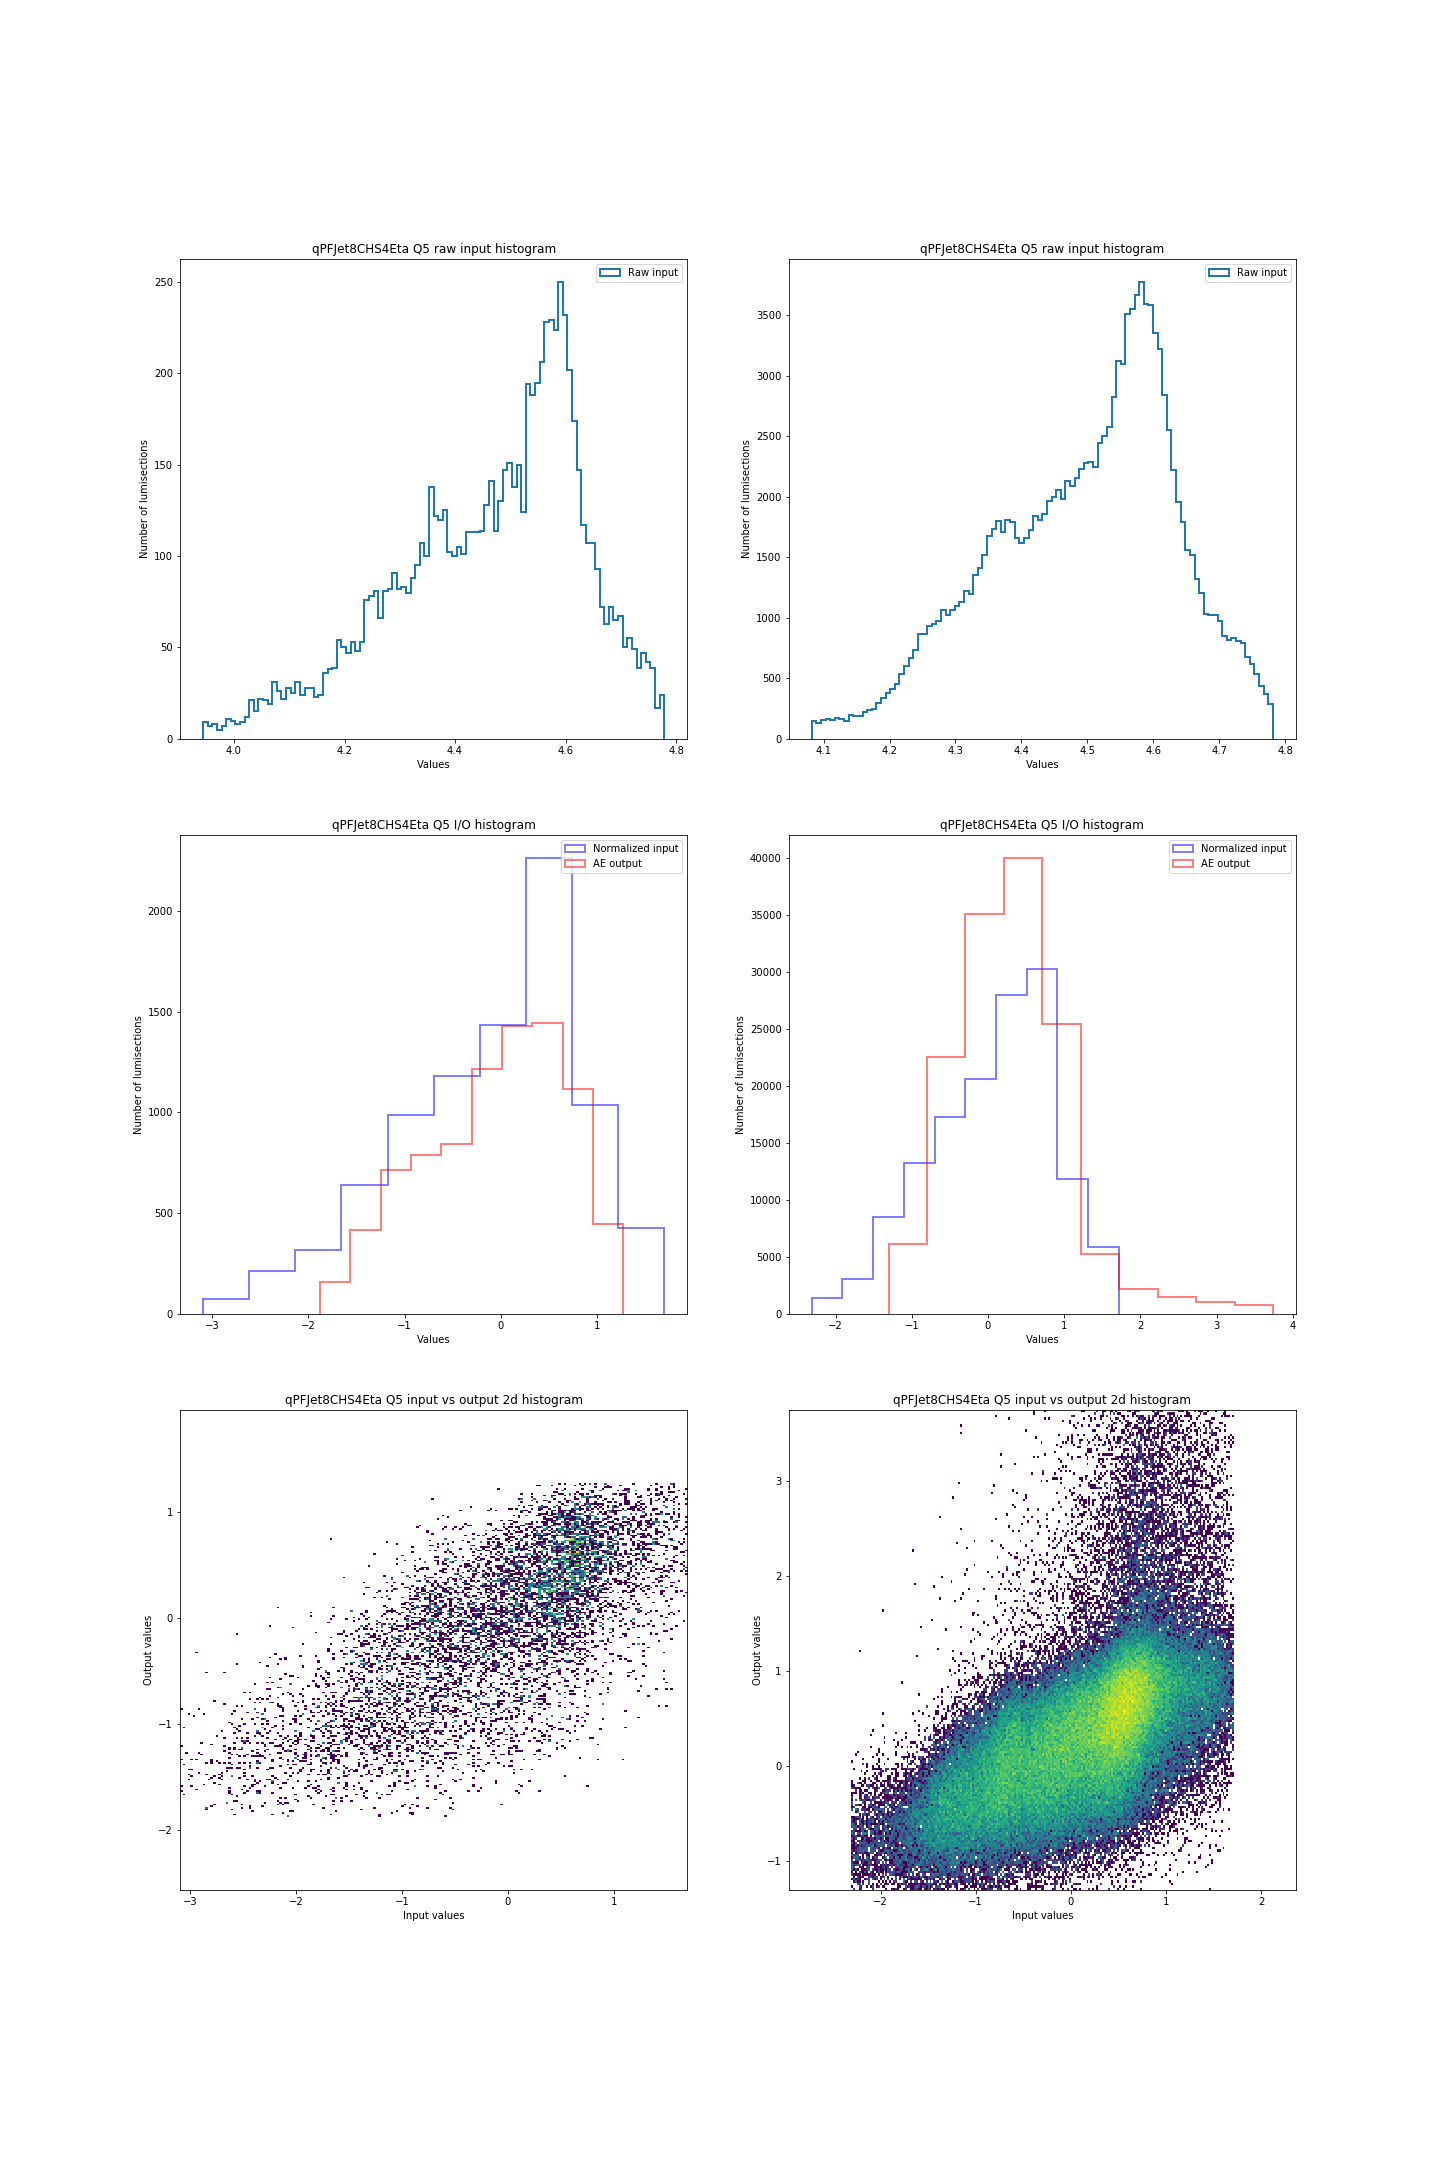 qPFJet8CHS4Eta Q5 raw input histogram
Raw input
Number of lumisections
250
200
150
100
50
0
4.0 4.2 4.4 4.6 4.8
Values
qPFJet8CHS4Eta Q5 raw input histogram
Raw input
Number of lumisections
3500
3000
2500
2000
1500
1000
500
0
4.1 4.2 4.3 4.4 4.5 4.6 4.7 4.8
Values
qPFJet8CHS4Eta Q5 I/O histogram
Normalized input
AE output
Number of lumisections
2000
1500
1000
500
0
−3 −2 −1 0 1
Values
qPFJet8CHS4Eta Q5 I/O histogram
Normalized input
AE output
Number of lumisections
40000
35000
30000
25000
20000
15000
10000
5000
0
−2 −1 0 1 2 3 4
Values
qPFJet8CHS4Eta Q5 input vs output 2d histogram
Output values
1
0
−1
−2
−3 −2 −1 0 1
Input values
qPFJet8CHS4Eta Q5 input vs output 2d histogram
Output values
3
2
1
0
−1
−2 −1 0 1 2
Input values